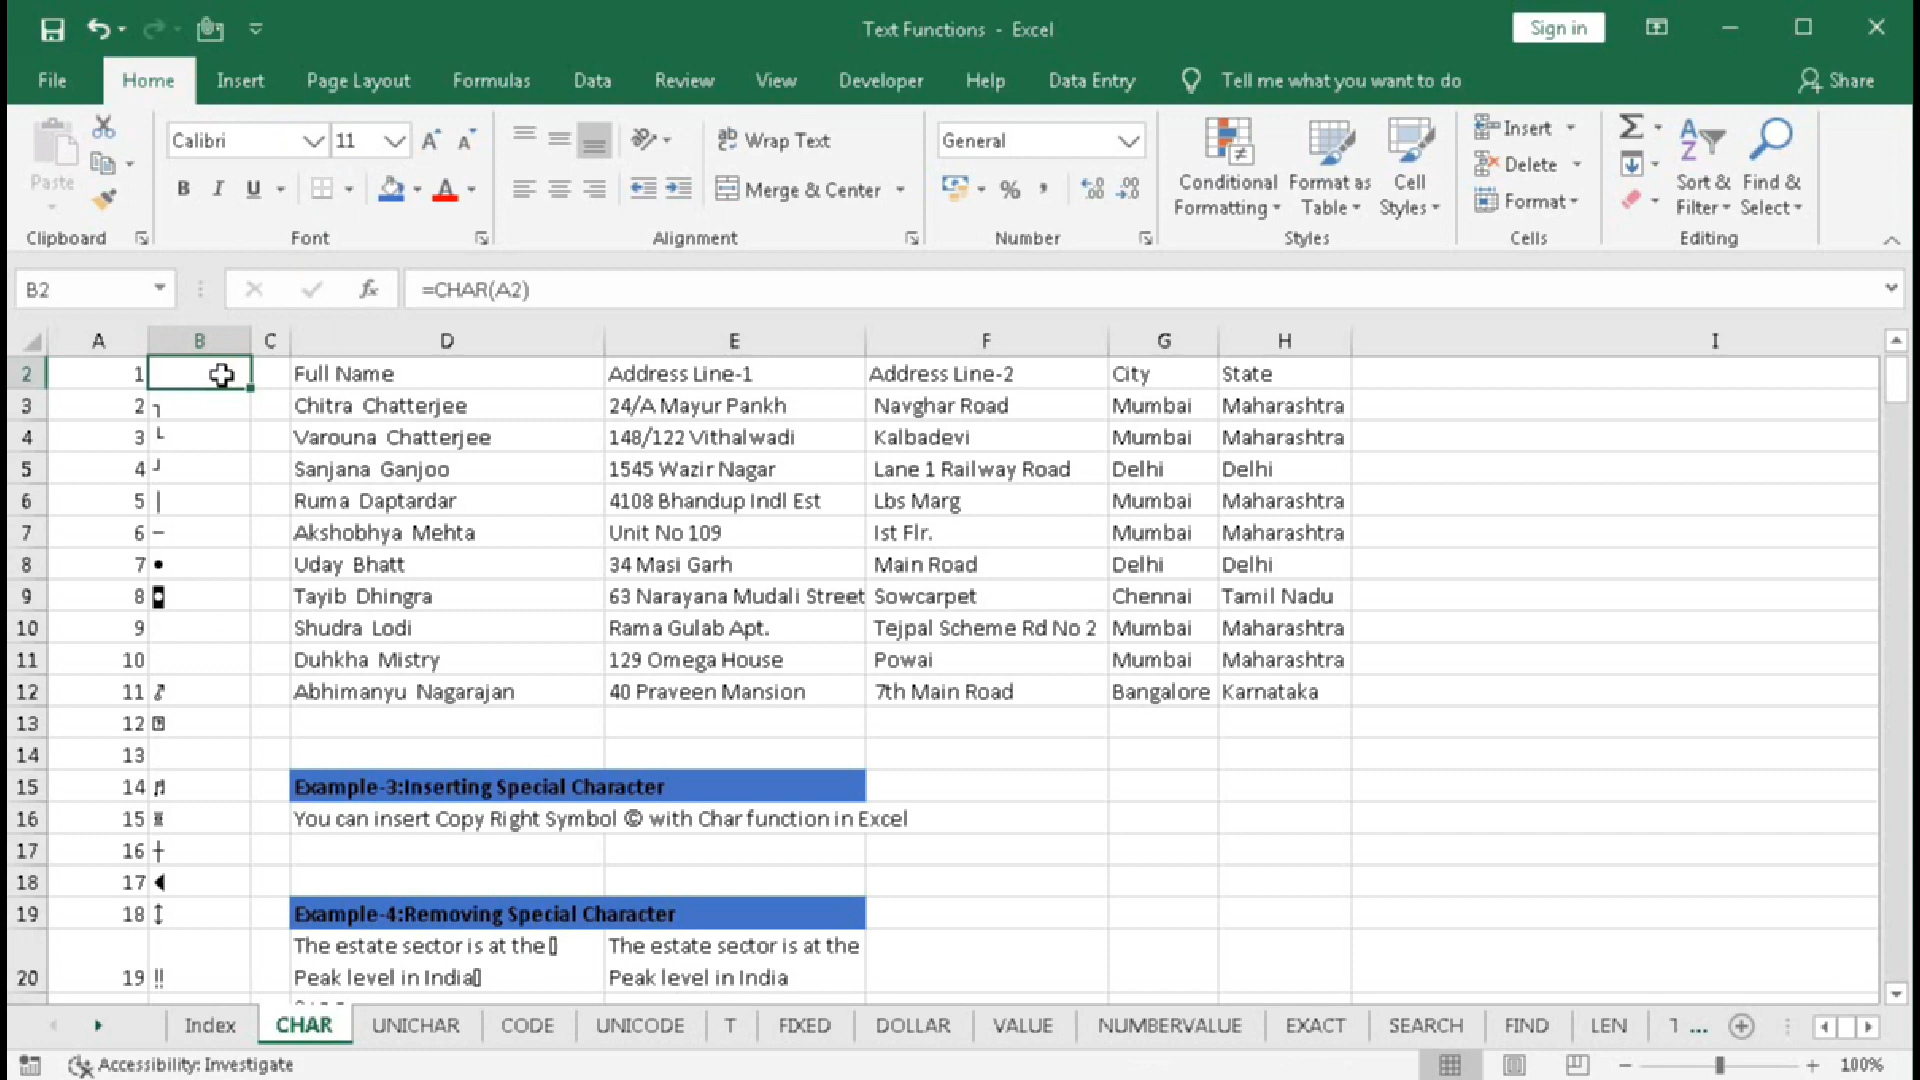 Text Functions - Excel
Sign in
File Home Insert Page Layout Formulas Data Review View Developer Help Data Entry Tell me what you want to do Share
Paste
Clipboard
Calibri 11
B I U
Font
Wrap Text
Merge & Center
Alignment
General
%
Number
Conditional Formatting
Format as Table
Cell Styles
Styles
Insert
Delete
Format
Cells
Sort & Filter
Find & Select
Editing
B2 fx =CHAR(A2)
A B C D E F G H I
2 1 Full Name Address Line-1 Address Line-2 City State
3 2 ┐ Chitra Chatterjee 24/A Mayur Pankh Navghar Road Mumbai Maharashtra
4 3 └ Varouna Chatterjee 148/122 Vithalwadi Kalbadevi Mumbai Maharashtra
5 4 ┘ Sanjana Ganjoo 1545 Wazir Nagar Lane 1 Railway Road Delhi Delhi
6 5 │ Ruma Daptardar 4108 Bhandup Indl Est Lbs Marg Mumbai Maharashtra
7 6 ─ Akshobhya Mehta Unit No 109 Ist Flr. Mumbai Maharashtra
8 7 • Uday Bhatt 34 Masi Garh Main Road Delhi Delhi
9 8 ◘ Tayib Dhingra 63 Narayana Mudali Street Sowcarpet Chennai Tamil Nadu
10 9 Shudra Lodi Rama Gulab Apt. Tejpal Scheme Rd No 2 Mumbai Maharashtra
11 10 Duhkha Mistry 129 Omega House Powai Mumbai Maharashtra
12 11 ♂ Abhimanyu Nagarajan 40 Praveen Mansion 7th Main Road Bangalore Karnataka
13 12
14 13
15 14 ♫ Example-3:Inserting Special Character
16 15 You can insert Copy Right Symbol © with Char function in Excel
17 16 ┼
18 17 ◄
19 18 ↕ Example-4:Removing Special Character
The estate sector is at the The estate sector is at the
20 19 ‼ Peak level in India Peak level in India
Index CHAR UNICHAR CODE UNICODE T FIXED DOLLAR VALUE NUMBERVALUE EXACT SEARCH FIND LEN ...
Accessibility: Investigate 100%